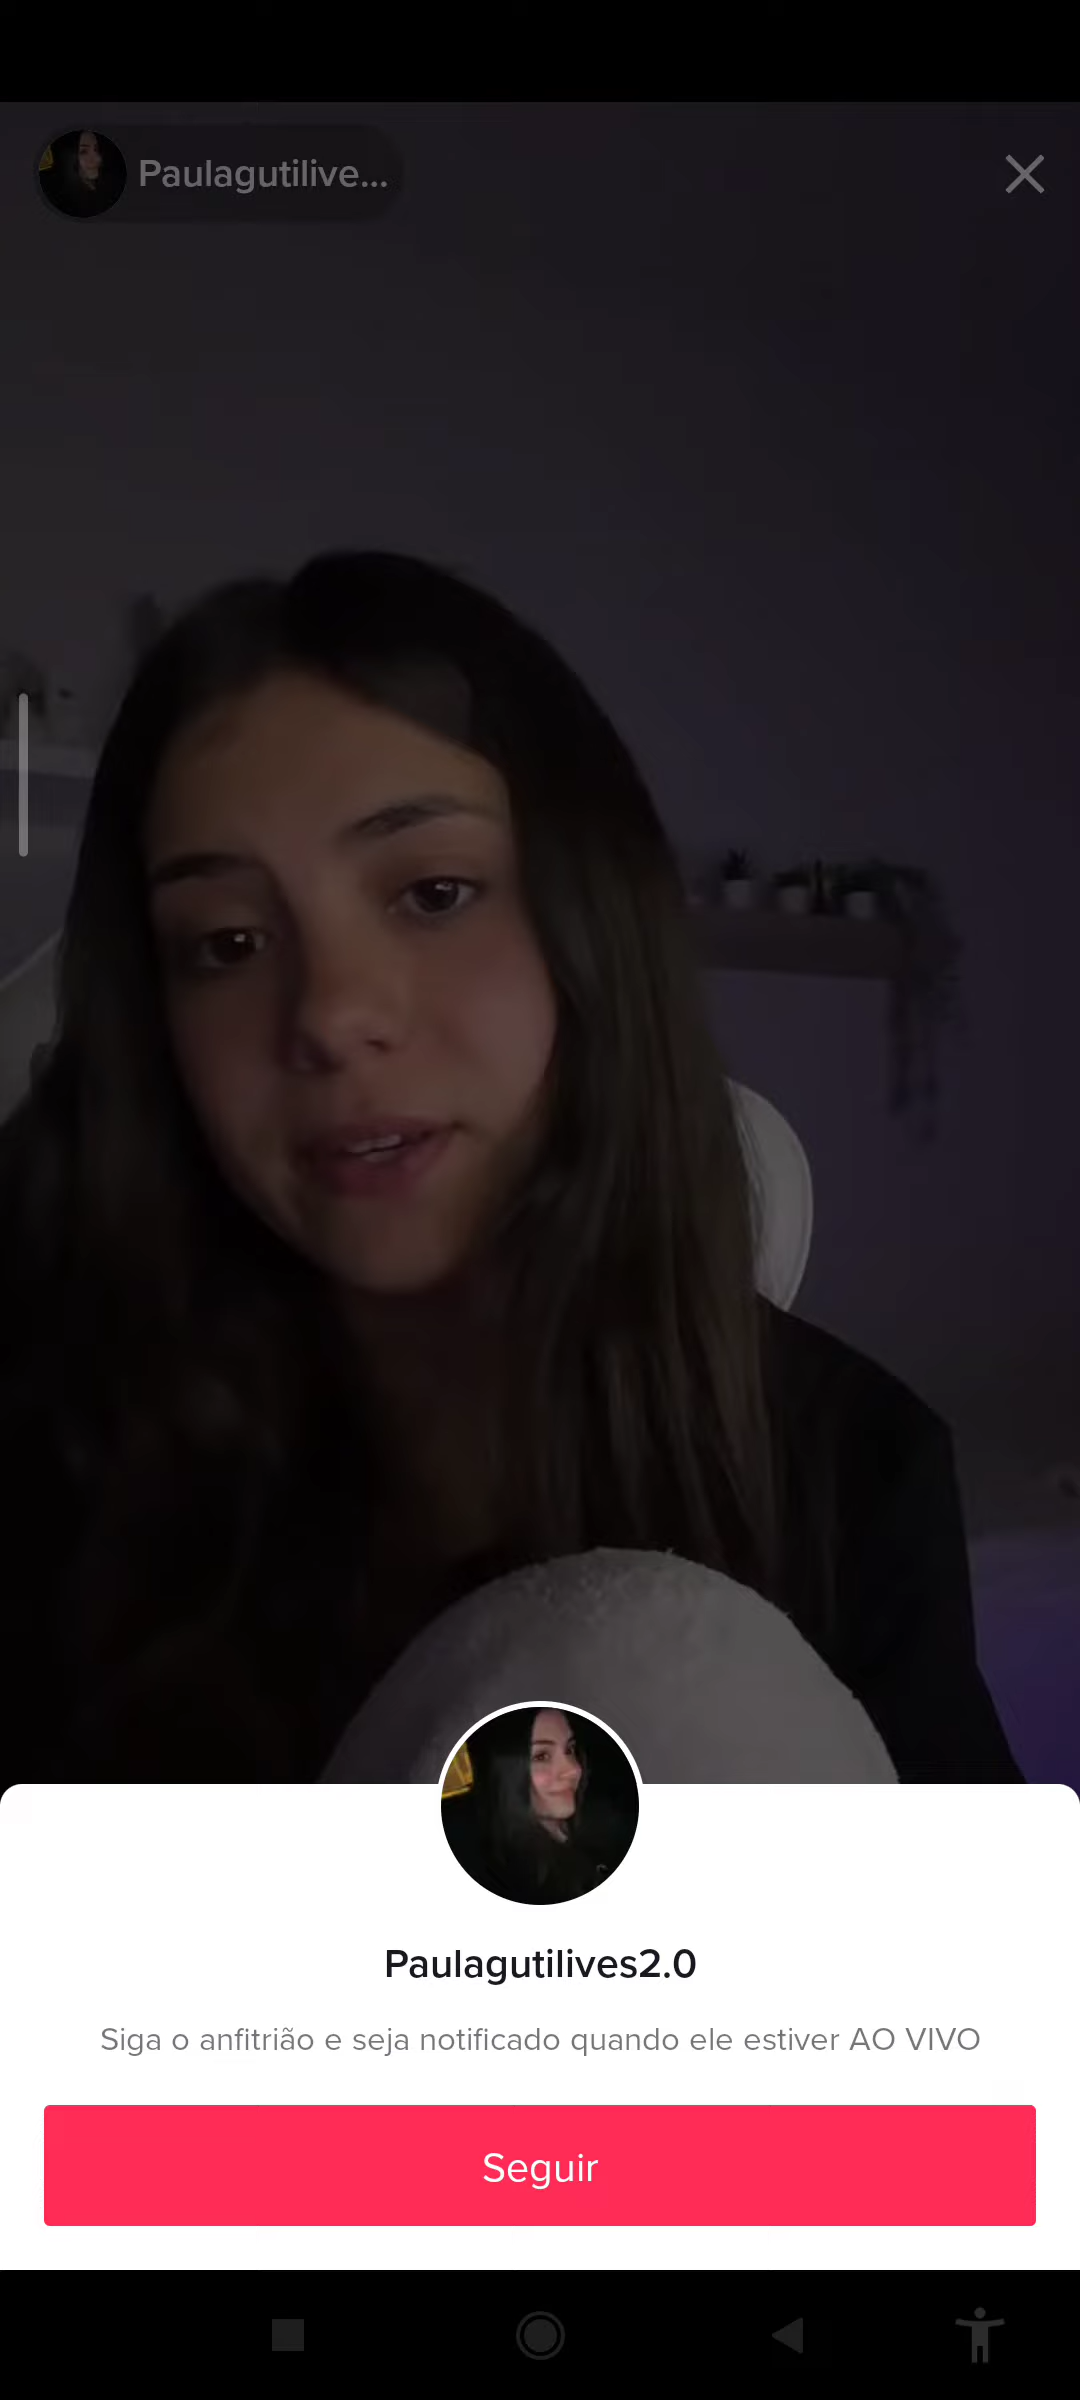 Paulagutilive...
Paulagutilives2.0
Siga o anfitrião e seja notificado quando ele estiver AO VIVO
Seguir